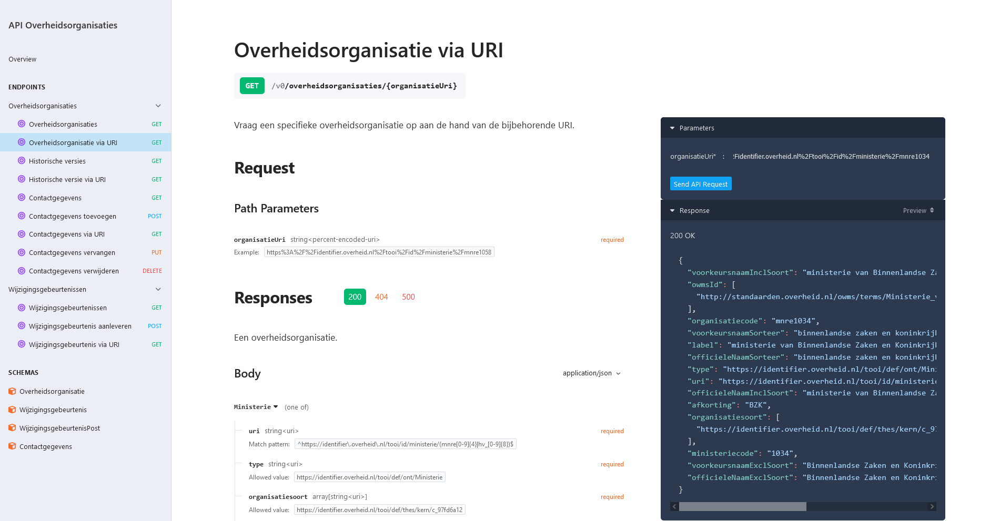 API Overheidsorganisaties
Overview
ENDPOINTS
Overheidsorganisaties
Overheidsorganisaties GET
Overheidsorganisatie via URI GET
Historische versies GET
Historische versie via URI GET
Contactgegevens GET
Contactgegevens toevoegen POST
Contactgegevens via URI GET
Contactgegevens vervangen PUT
Contactgegevens verwijderen DELETE
Wijzigingsgebeurtenissen
Wijzigingsgebeurtenissen GET
Wijzigingsgebeurtenis aanleveren POST
Wijzigingsgebeurtenis via URI GET
SCHEMAS
Overheidsorganisatie
Wijzigingsgebeurtenis
WijzigingsgebeurtenisPost
Contactgegevens
Overheidsorganisatie via URI
GET /v0/overheidsorganisaties/{organisatieUri}
Vraag een specifieke overheidsorganisatie op aan de hand van de bijbehorende URI.
Request
Path Parameters
organisatieUri string<percent-encoded-uri> required
Example: https%3A%2F%2Fidentifier.overheid.nl%2Ftooi%2Fid%2Fministerie%2Fmnre1058
Responses 200 404 500
Een overheidsorganisatie.
Body application/json
Ministerie (one of)
uri string<uri> required
Match pattern: ^https://identifier\.overheid\.nl/tooi/id/ministerie/(mnre[0-9]{4}|hv_[0-9]{8})$
type string<uri> required
Allowed value: https://identifier.overheid.nl/tooi/def/ont/Ministerie
organisatiesoort array[string<uri>] required
Allowed value: https://identifier.overheid.nl/tooi/def/thes/kern/c_97fd6a12
Parameters
organisatieUri* : 2Fidentifier.overheid.nl%2Ftooi%2Fid%2Fministerie%2Fmnre1034
Send API Request
Response Preview
200 OK
{
"voorkeursnaamInclSoort": "ministerie van Binnenlandse Za
"owmsId": [
"http://standaarden.overheid.nl/owms/terms/Ministerie_v
],
"organisatiecode": "mnre1034",
"voorkeursnaamSorteer": "binnenlandse zaken en koninkrijk
"label": "ministerie van Binnenlandse Zaken en Koninkrijk
"officieleNaamSorteer": "binnenlandse zaken en koninkrijk
"type": "https://identifier.overheid.nl/tooi/def/ont/Mini
"uri": "https://identifier.overheid.nl/tooi/id/ministerie
"officieleNaamInclSoort": "ministerie van Binnenlandse Za
"afkorting": "BZK",
"organisatiesoort": [
"https://identifier.overheid.nl/tooi/def/thes/kern/c_97
],
"ministeriecode": "1034",
"voorkeursnaamExclSoort": "Binnenlandse Zaken en Koninkri
"officieleNaamExclSoort": "Binnenlandse Zaken en Koninkri
}